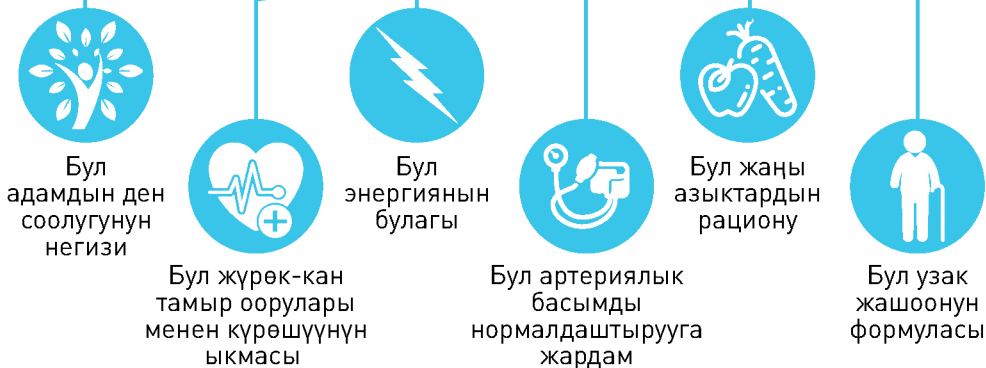 Бул
адамдын ден
соолугунун
негизи
Бул жүрөк-кан
тамыр оорулары
менен күрөшүүнүн
ыкмасы
Бул
энергиянын
булагы
Бул артериялык
басымды
нормалдаштырууга
жардам
Бул жаңы
азыктардын
рациону
Бул узак
жашоонун
формуласы